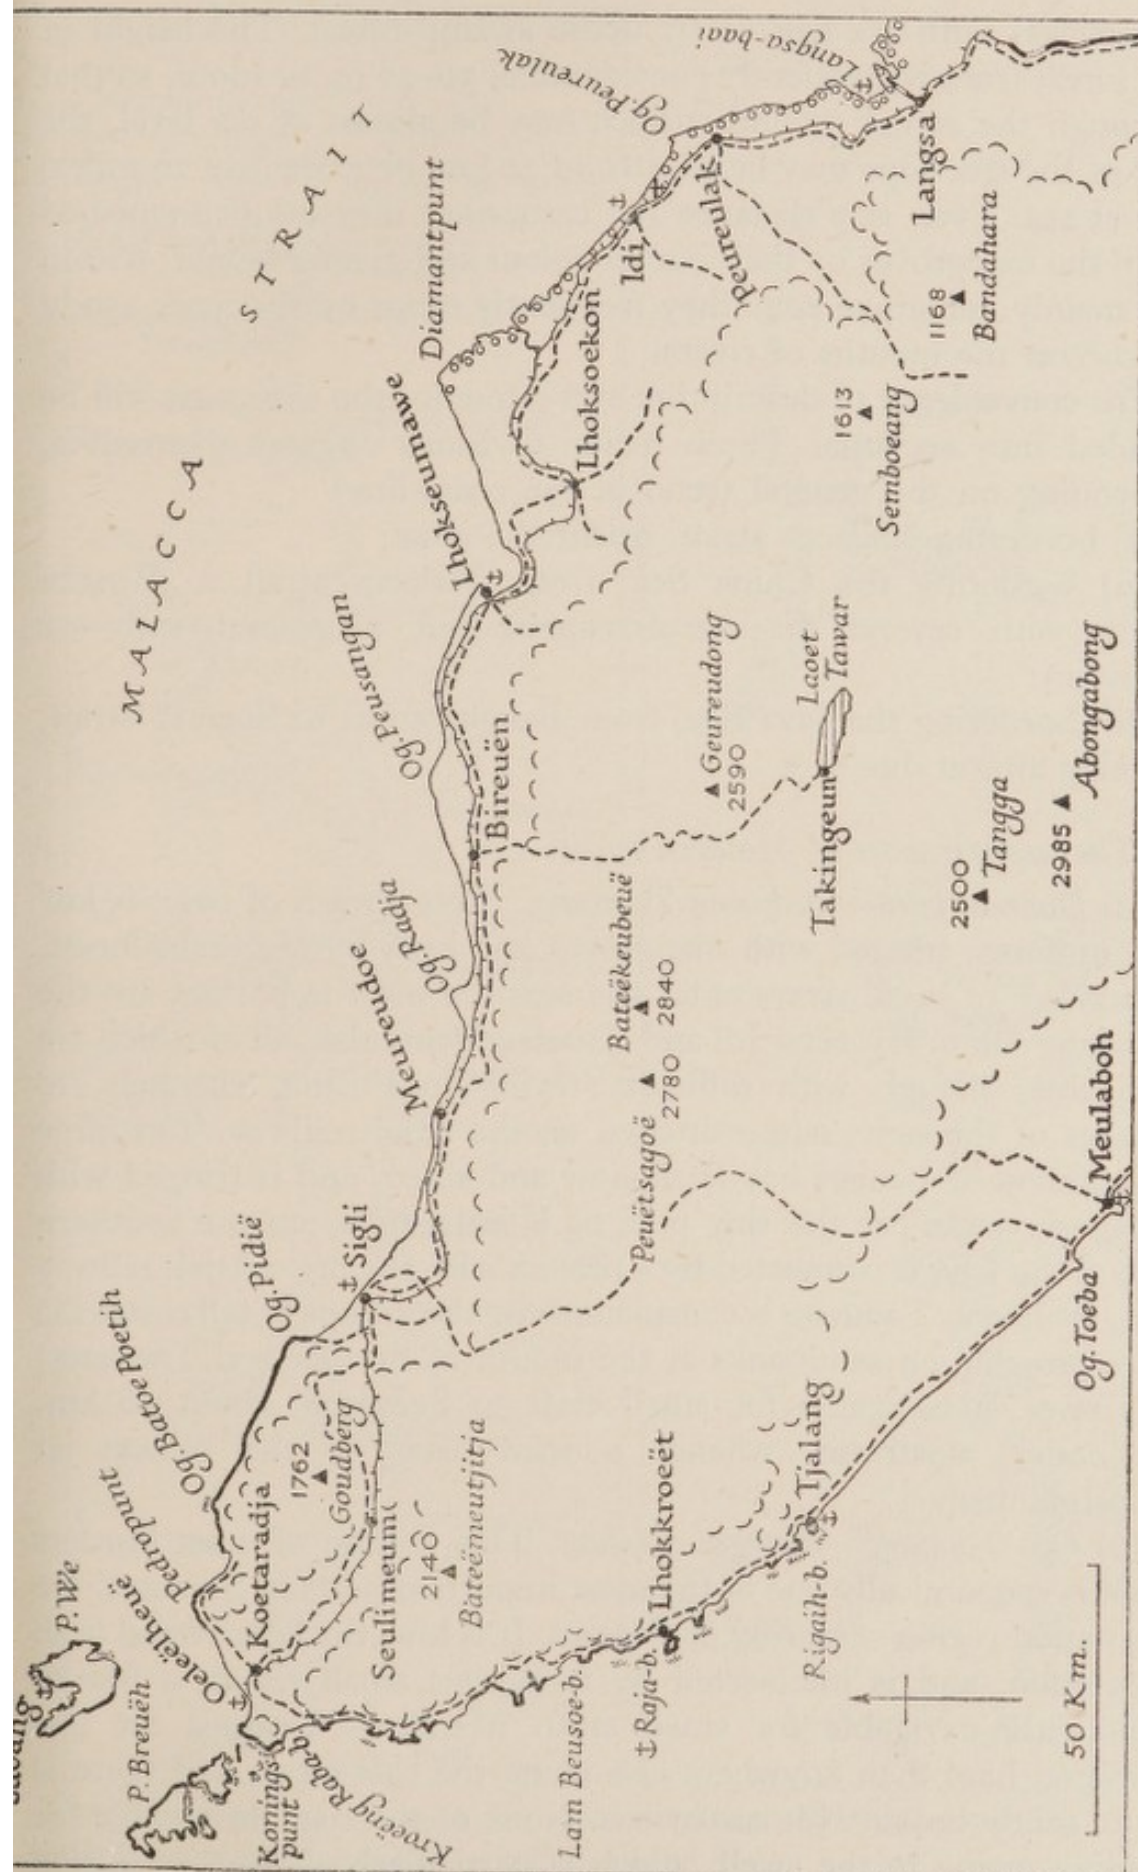 MALACCA
STRAIT
P. We
P. Breuëh
Konings
punt
Kroeëng Raba-b.
Oeleëlheuë
Pedropunt
Og. Batoe Poetih
Og. Pidië
Koetaradja
1762
Goudberg
Seulimeum
2140
Bateëmeutjitja
Sigli
Meureudoe
Og. Radja
Og. Peusangan
Bireuën
Lhokseumawe
Diamantpunt
Lhoksoekon
Idi
Og. Peureulak
Peureulak
Langsa-baai
Langsa
1168
Bandahara
1613
Semboeang
Geureudong
2590
Laoet
Tawar
Takingeun
Bateëkeubeuë
2840
Peuëtsagoë
2780
2500
Tangga
2985
Abongabong
Lam Beusoe-b.
Raja-b.
Lhokkroeët
Rigaih-b.
Tjalang
Og. Toeba
Meulaboh
50 Km.